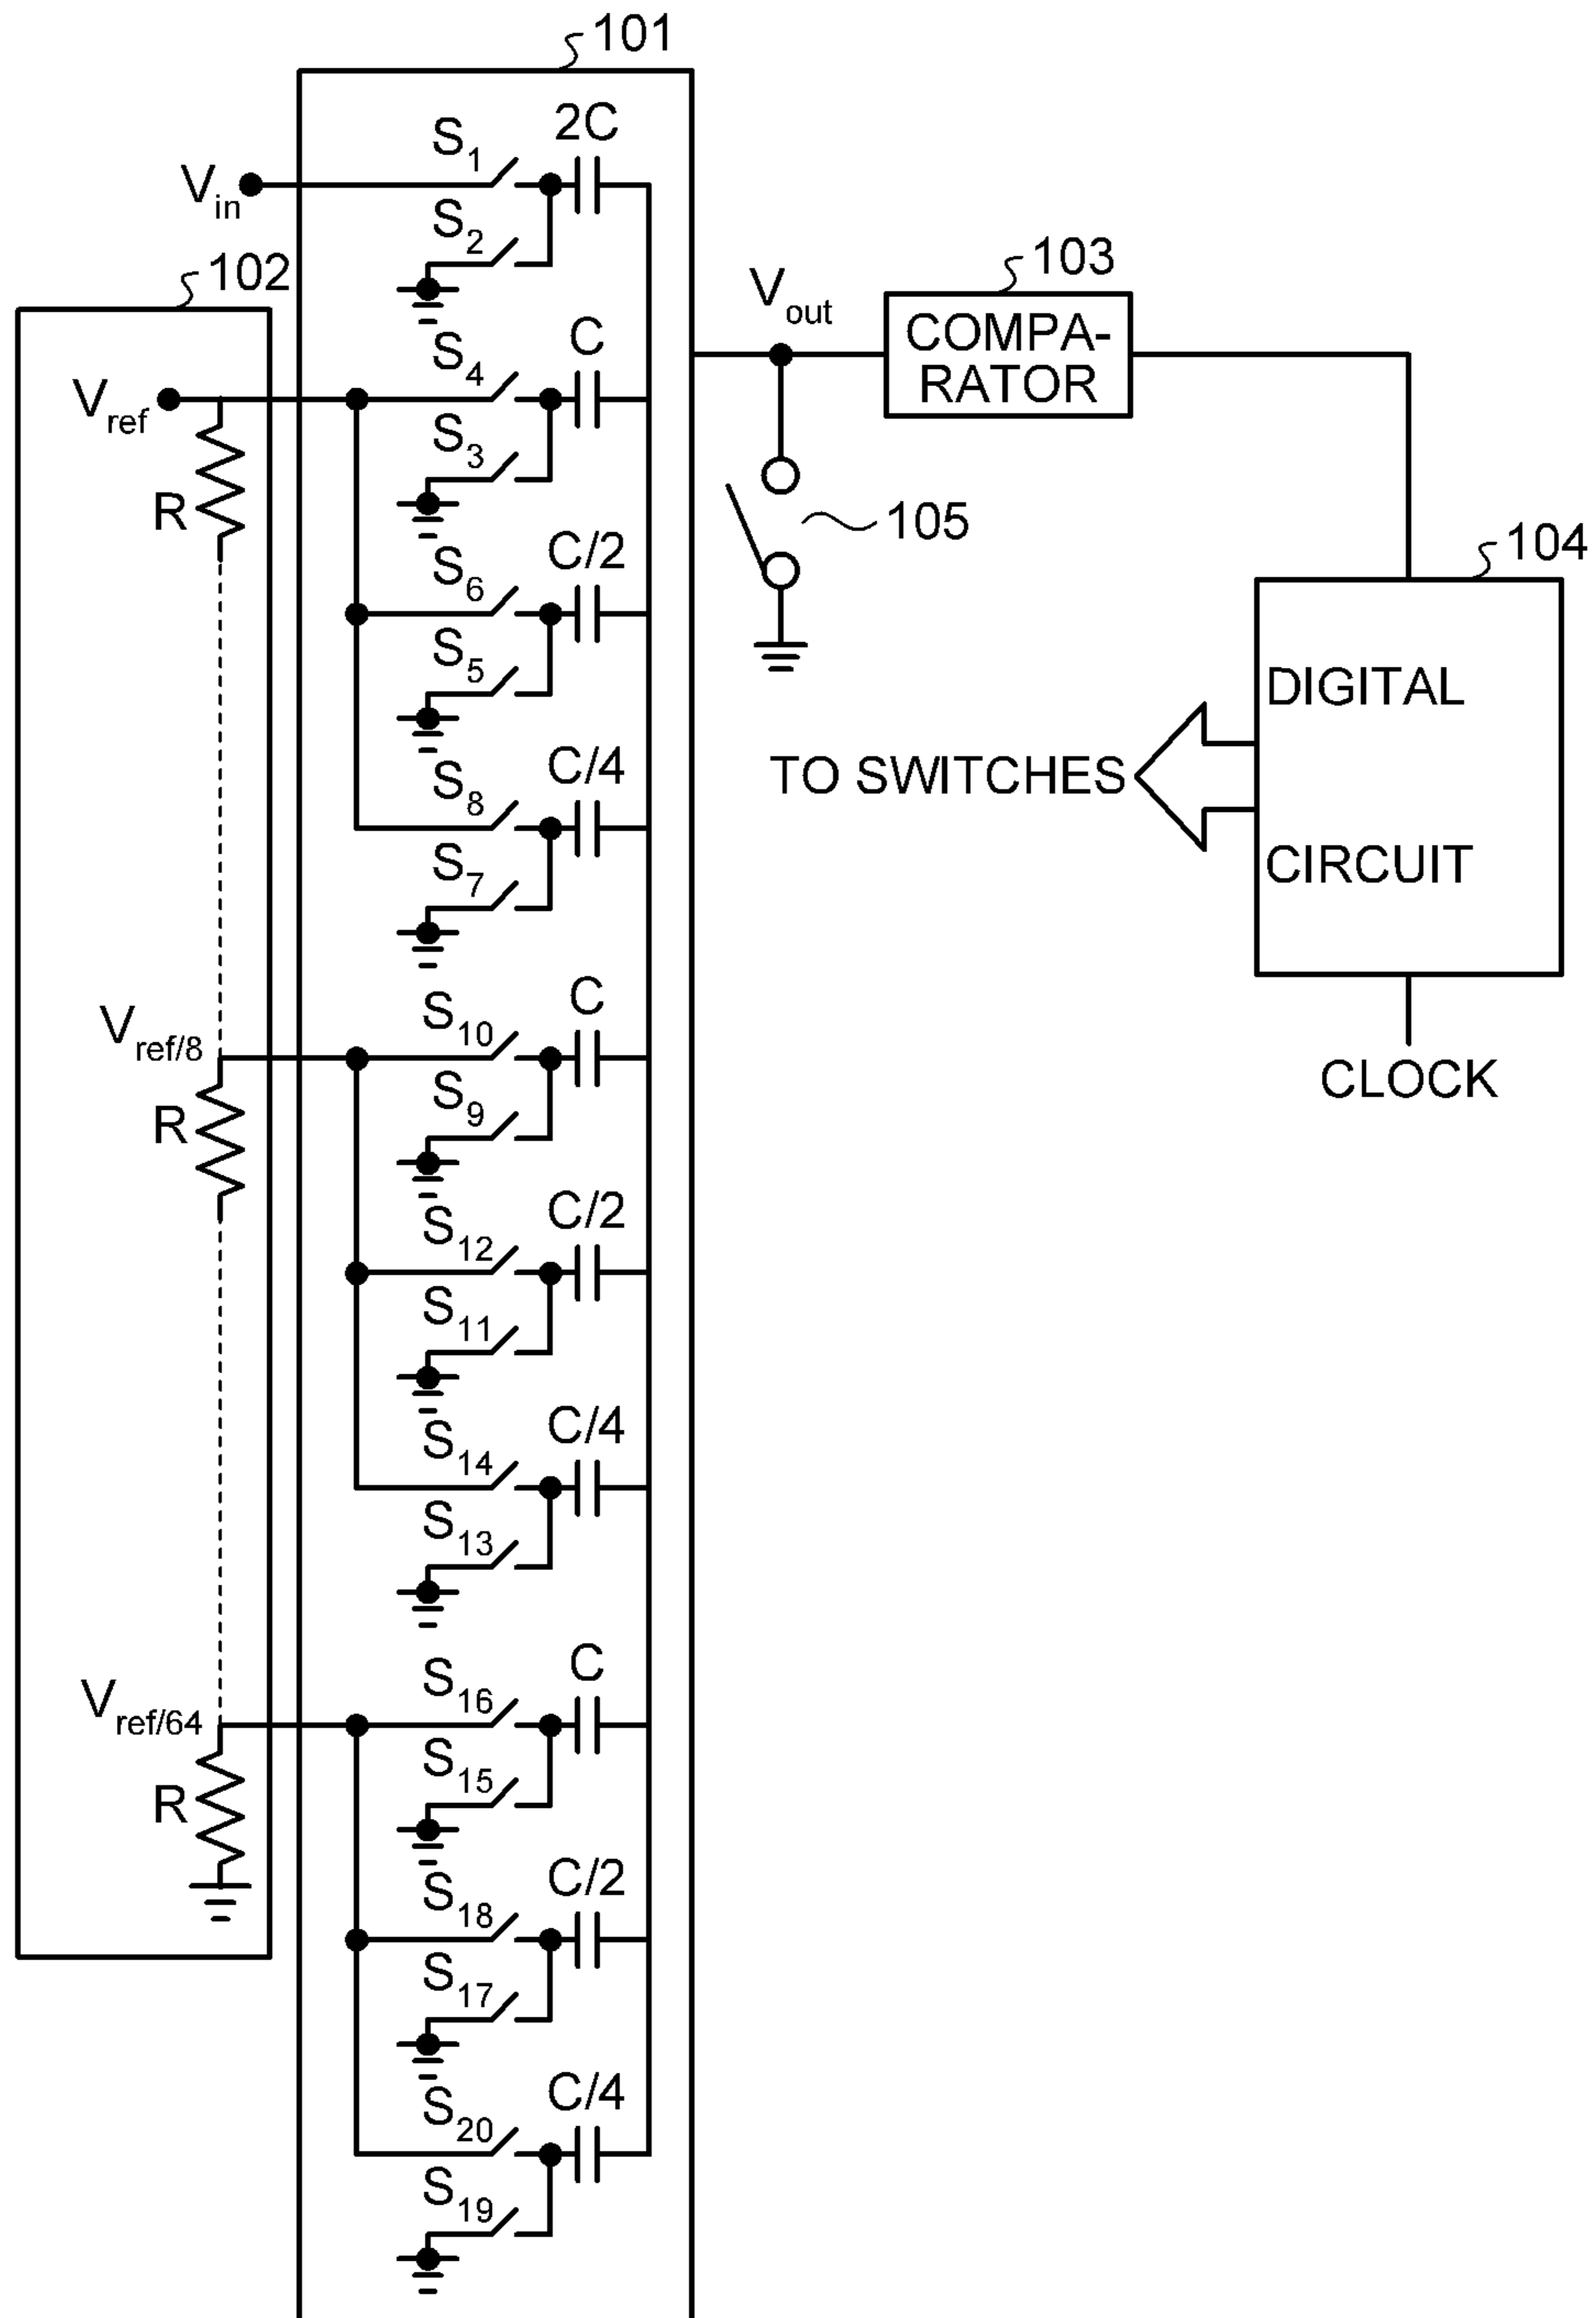 101
2C
S1
Vin
S2
102
103
Vout
COMPA-
RATOR
C
S4
Vref
S3
R
105
C/2
S6
104
S5
DIGITAL
C/4
TO SWITCHES
S8
CIRCUIT
S7
C
S10
Vref/8
S9
CLOCK
R
C/2
S12
S11
C/4
S14
S13
C
S16
Vref/64
S15
R
C/2
S18
S17
C/4
S20
S19